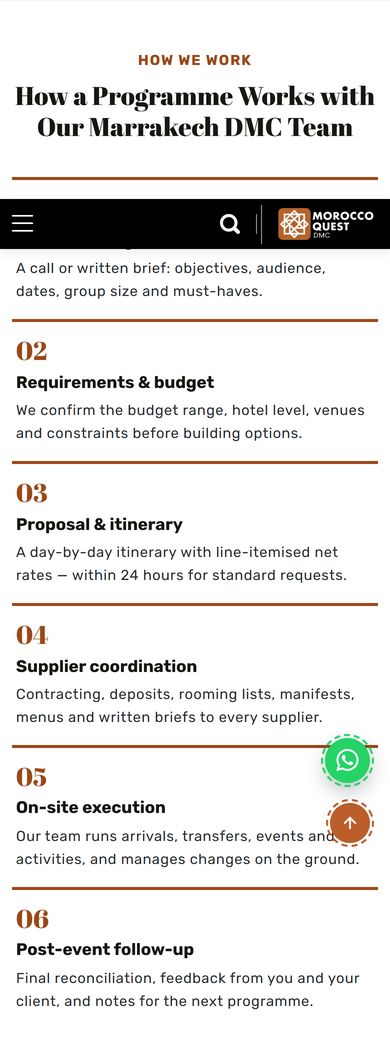 HOW WE WORK
How a Programme Works with
Our Marrakech DMC Team
MOROCCO
QUEST
DMC
A call or written brief: objectives, audience,
dates, group size and must-haves.
02
Requirements & budget
We confirm the budget range, hotel level, venues
and constraints before building options.
03
Proposal & itinerary
A day-by-day itinerary with line-itemised net
rates — within 24 hours for standard requests.
04
Supplier coordination
Contracting, deposits, rooming lists, manifests,
menus and written briefs to every supplier.
05
On-site execution
Our team runs arrivals, transfers, events and
activities, and manages changes on the ground.
06
Post-event follow-up
Final reconciliation, feedback from you and your
client, and notes for the next programme.